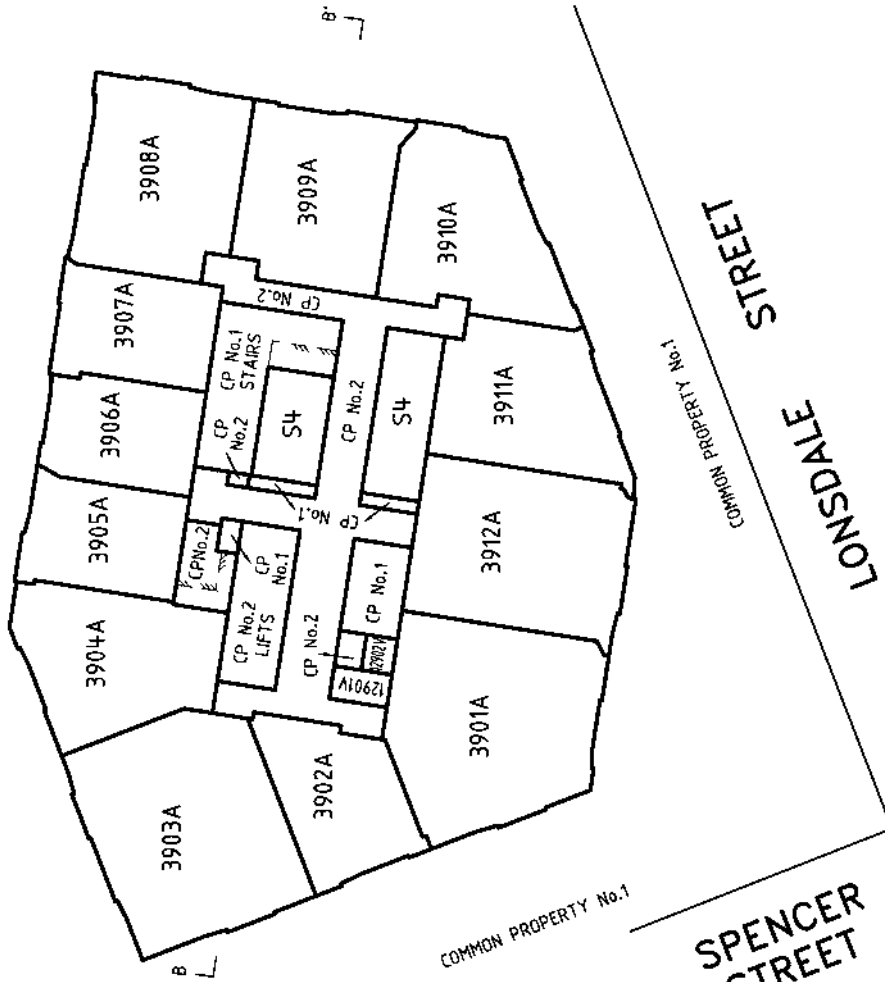 B'
3908A
3909A
3910A
3907A
CP No.2
CP No.1
STAIRS
3906A
CP
No.2
S4
CP No.2
S4
3911A
3905A
CP No.1
CPNo.2
CP
No.1
3912A
3904A
CP No.2
LIFTS
CP No.1
CP No.2
12901V
3901A
3902A
3903A
B
COMMON PROPERTY No.1
STREET
LONSDALE
COMMON PROPERTY No.1
SPENCER
STREET